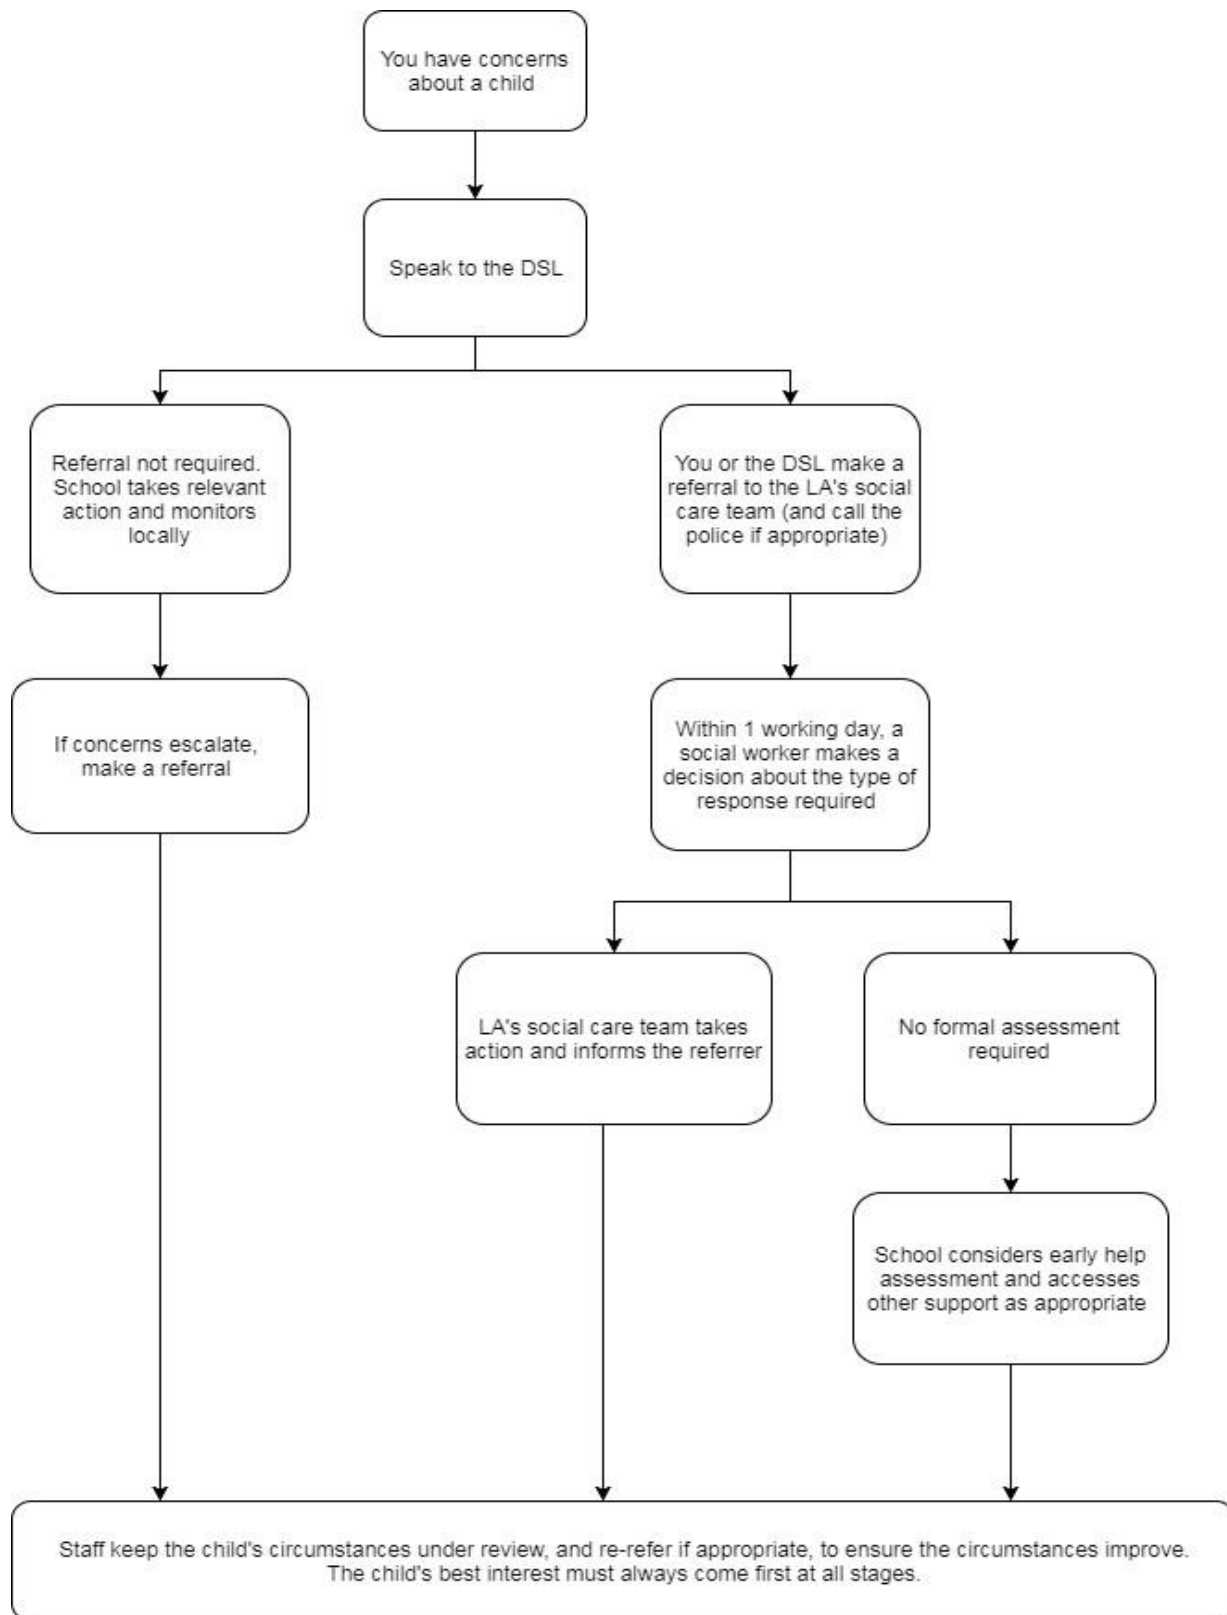 You have concerns
about a child
Speak to the DSL
Referral not required.
School takes relevant
action and monitors
locally
You or the DSL make a
referral to the LA's social
care team (and call the
police if appropriate)
If concerns escalate,
make a referral
Within 1 working day, a
social worker makes a
decision about the type of
response required
LA's social care team takes
action and informs the referrer
No formal assessment
required
School considers early help
assessment and accesses
other support as appropriate
Staff keep the child's circumstances under review, and re-refer if appropriate, to ensure the circumstances improve.
The child's best interest must always come first at all stages.